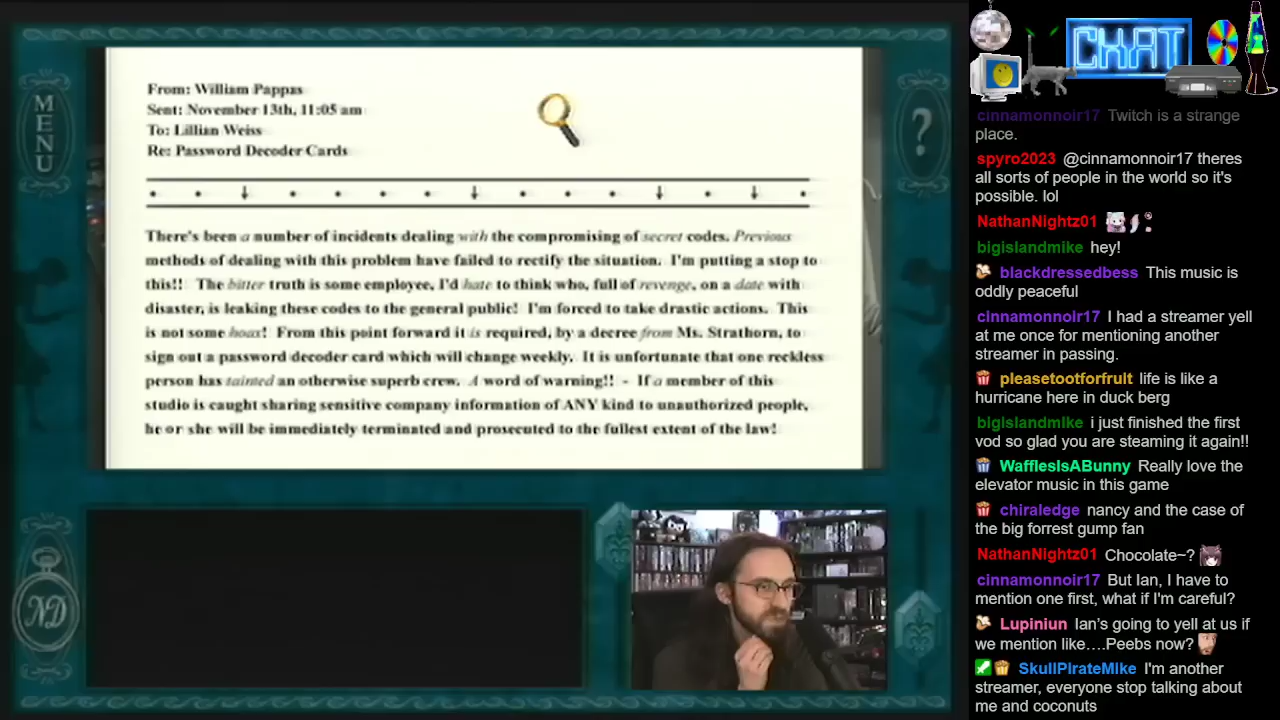 From: William Pappas
Sent: November 13th, 11:05 am
To: Lillian Weiss
Re: Password Decoder Cards
There's been a number of incidents dealing with the compromising of secret codes. Previous
methods of dealing with this problem have failed to rectify the situation. I'm putting a stop to
this!! The bitter truth is some employee, I'd hate to think who, full of revenge, on a date with
disaster, is leaking these codes to the general public! I'm forced to take drastic actions. This
is not some hoax! From this point forward it is required, by a decree from Ms. Strathorn, to
sign out a password decoder card which will change weekly. It is unfortunate that one reckless
person has tainted an otherwise superb crew. A word of warning!! - If a member of this
studio is caught sharing sensitive company information of ANY kind to unauthorized people,
he or she will be immediately terminated and prosecuted to the fullest extent of the law!
MENU
?
ND
CHAT
cinnamonnoir17 Twitch is a strange
place.
spyro2023 @cinnamonnoir17 theres
all sorts of people in the world so it's
possible. lol
NathanNightz01
bigislandmike hey!
blackdressedbess This music is
oddly peaceful
cinnamonnoir17 I had a streamer yell
at me once for mentioning another
streamer in passing.
pleasetootforfruit life is like a
hurricane here in duck berg
bigislandmike i just finished the first
vod so glad you are steaming it again!!
WafflesIsABunny Really love the
elevator music in this game
chiraledge nancy and the case of
the big forrest gump fan
NathanNightz01 Chocolate~?
cinnamonnoir17 But Ian, I have to
mention one first, what if I'm careful?
Lupiniun Ian's going to yell at us if
we mention like….Peebs now?
SkullPirateMike I'm another
streamer, everyone stop talking about
me and coconuts